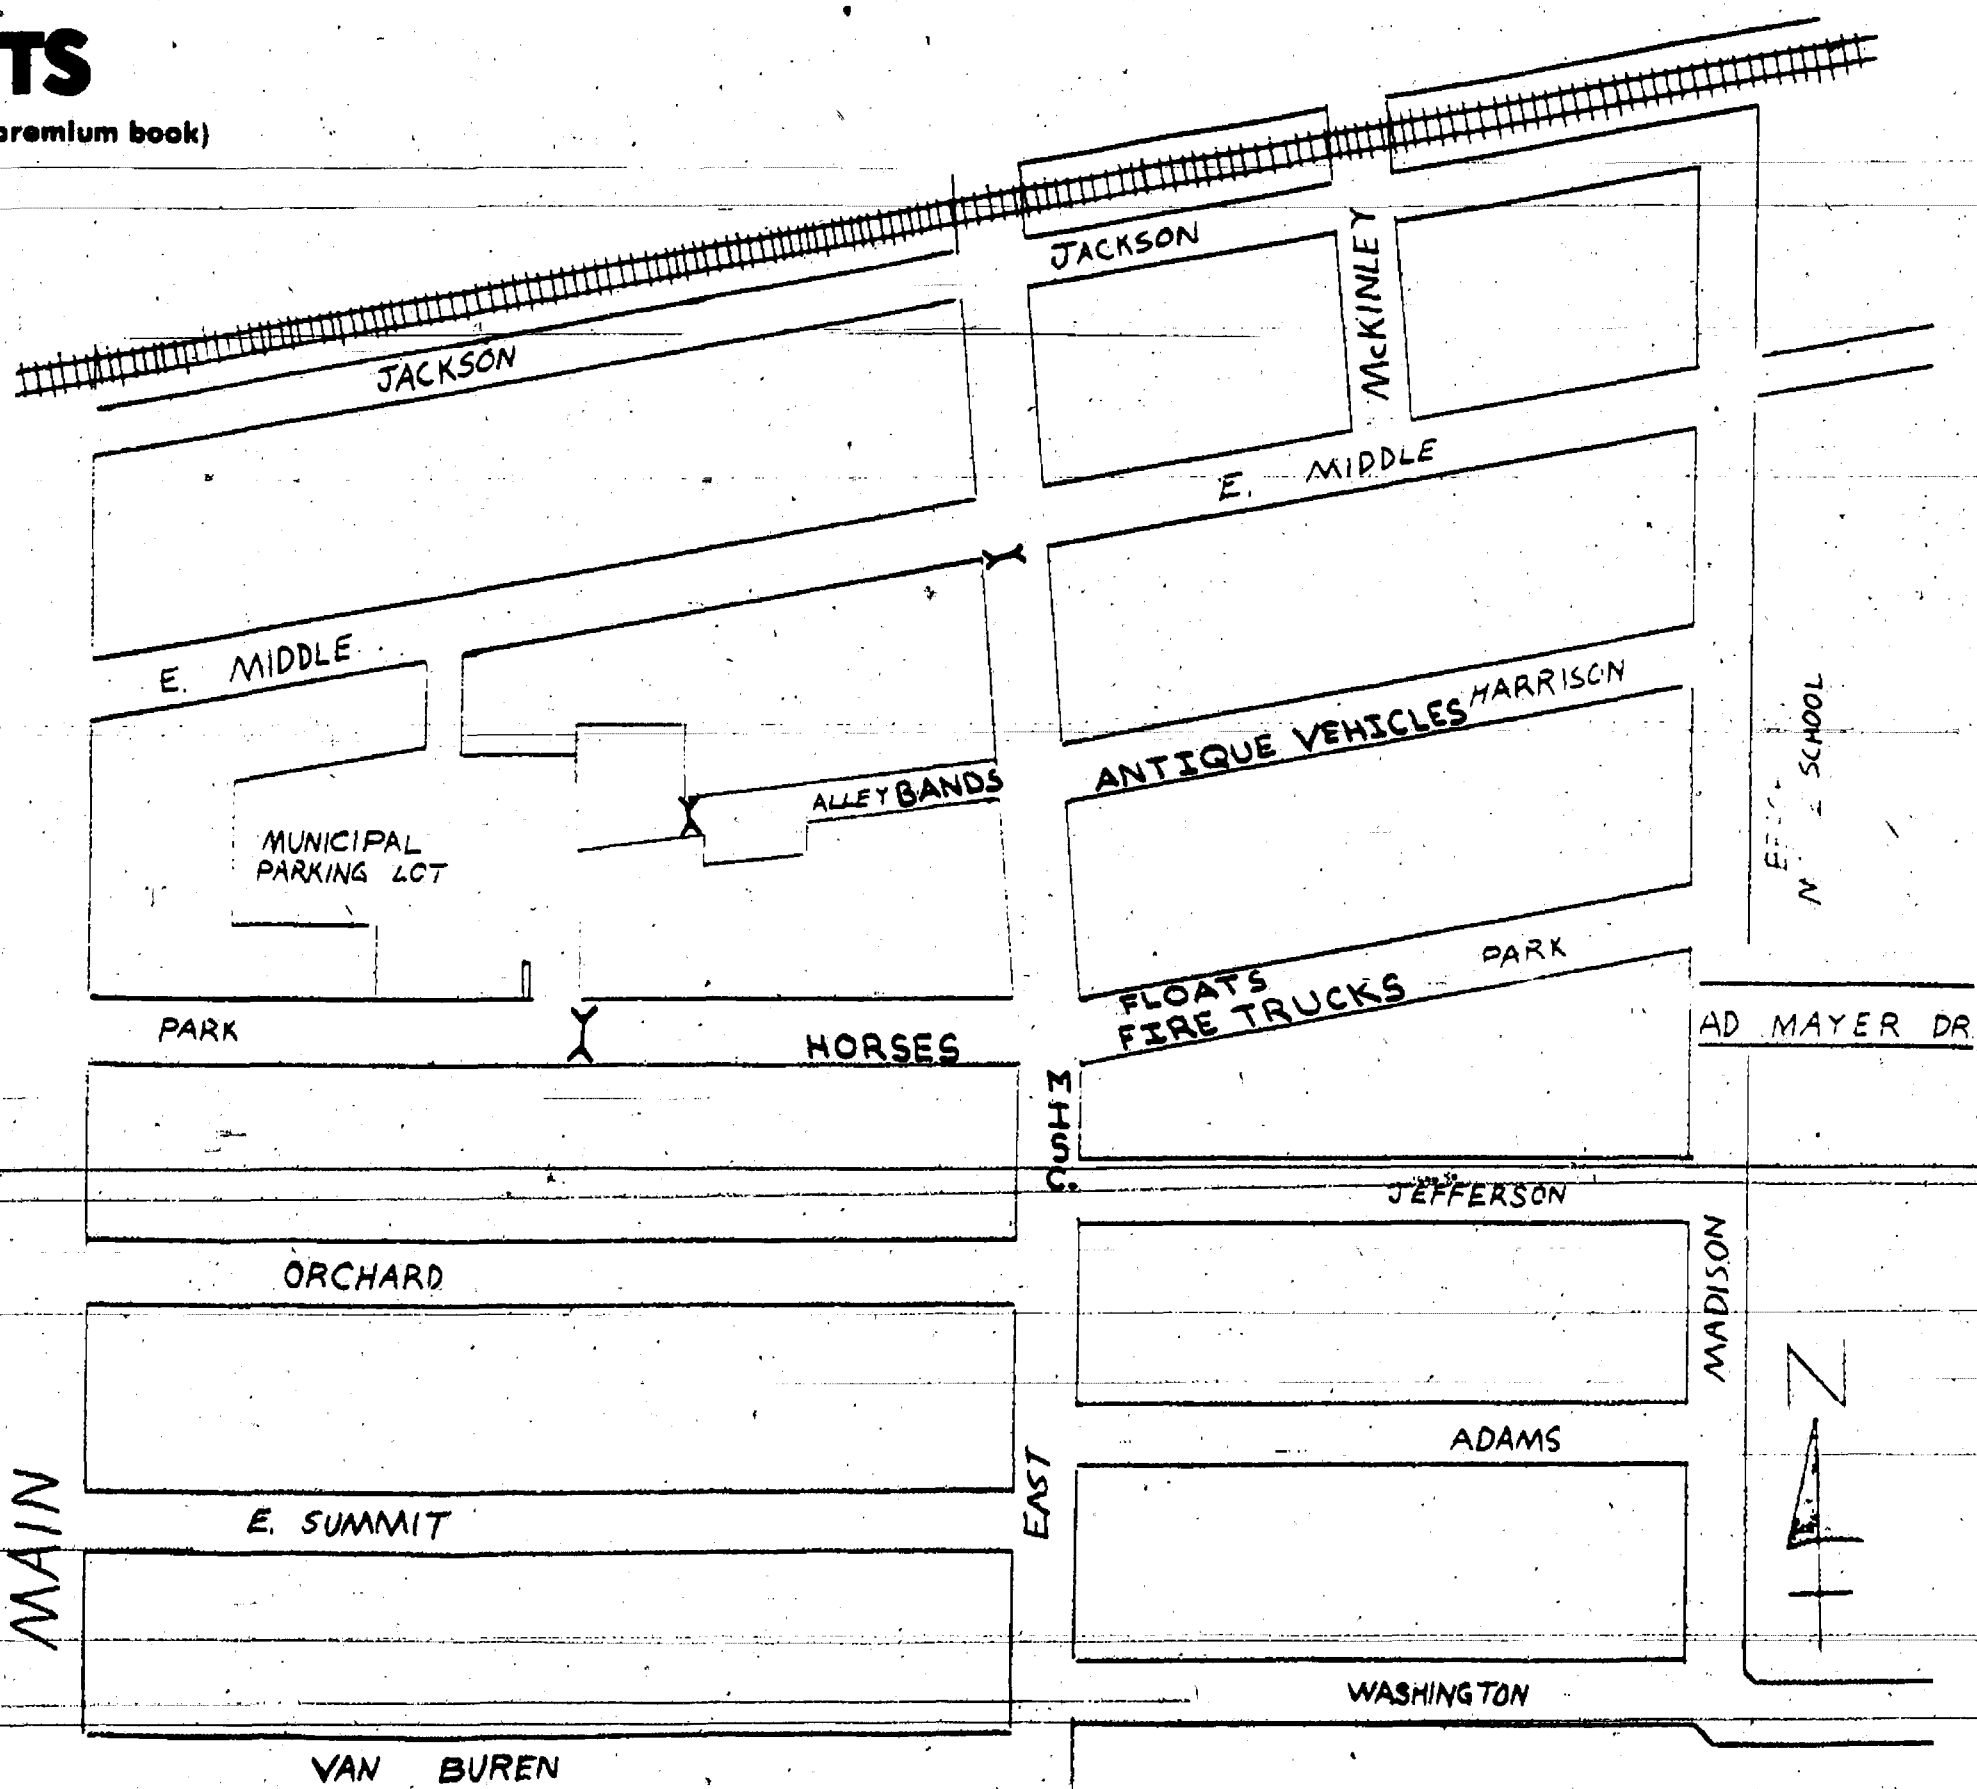 TS
premium book)
JACKSON
JACKSON
McKINLEY
E. MIDDLE
E. MIDDLE
HARRISON
ANTIQUE VEHICLES
SCHOOL
ALLEY BANDS
MUNICIPAL
PARKING LOT
PARK
FLOATS
FIRE TRUCKS
PARK
HORSES
AD MAYER DR.
MISC.
JEFFERSON
ORCHARD
MADISON
N
ADAMS
EAST
E. SUMMIT
MAIN
WASHINGTON
VAN BUREN